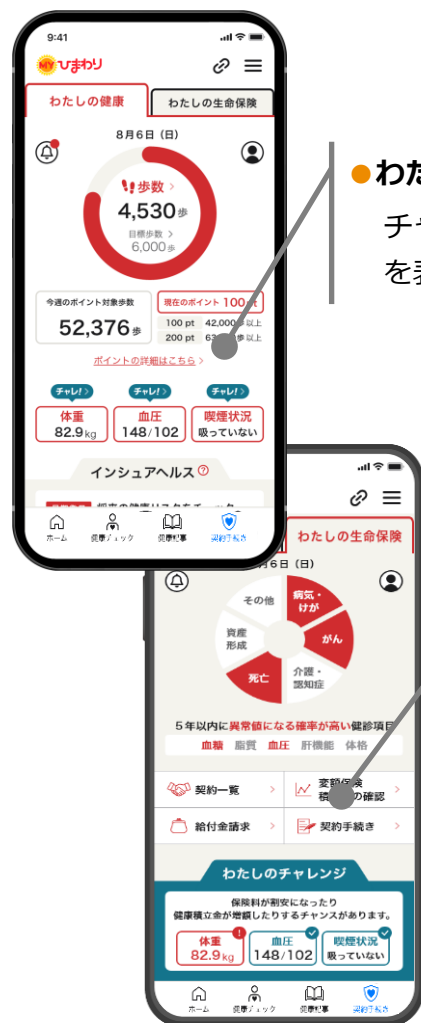 9:41
MYひまわり
わたしの健康
わたしの生命保険
8月6日（日）
歩数 >
4,530歩
目標歩数 >
6,000歩
今週のポイント対象歩数
52,376歩
現在のポイント 100pt
100 pt 42,000歩以上
200 pt 63, 歩以上
ポイントの詳細はこちら >
チャレ! >
チャレ! >
チャレ! >
体重
82.9kg
血圧
148/102
喫煙状況
吸っていない
インシュアヘルス?
ホーム
健康チェック
健康記事
契約手続き
●わた
チャ
を表
わたしの生命保険
月6日（日）
その他
病気・けが
資産形成
がん
死亡
介護・認知症
5年以内に異常値になる確率が高い健診項目
血糖 脂質 血圧 肝機能 体格
契約一覧 >
変額保険
積 の確認 >
給付金請求 >
契約手続き >
わたしのチャレンジ
保険料が割安になったり
健康積立金が増額したりするチャンスがあります。
体重
82.9kg
血圧
148/102
喫煙状況
吸っていない
ホーム
健康チェック
健康記事
契約手続き